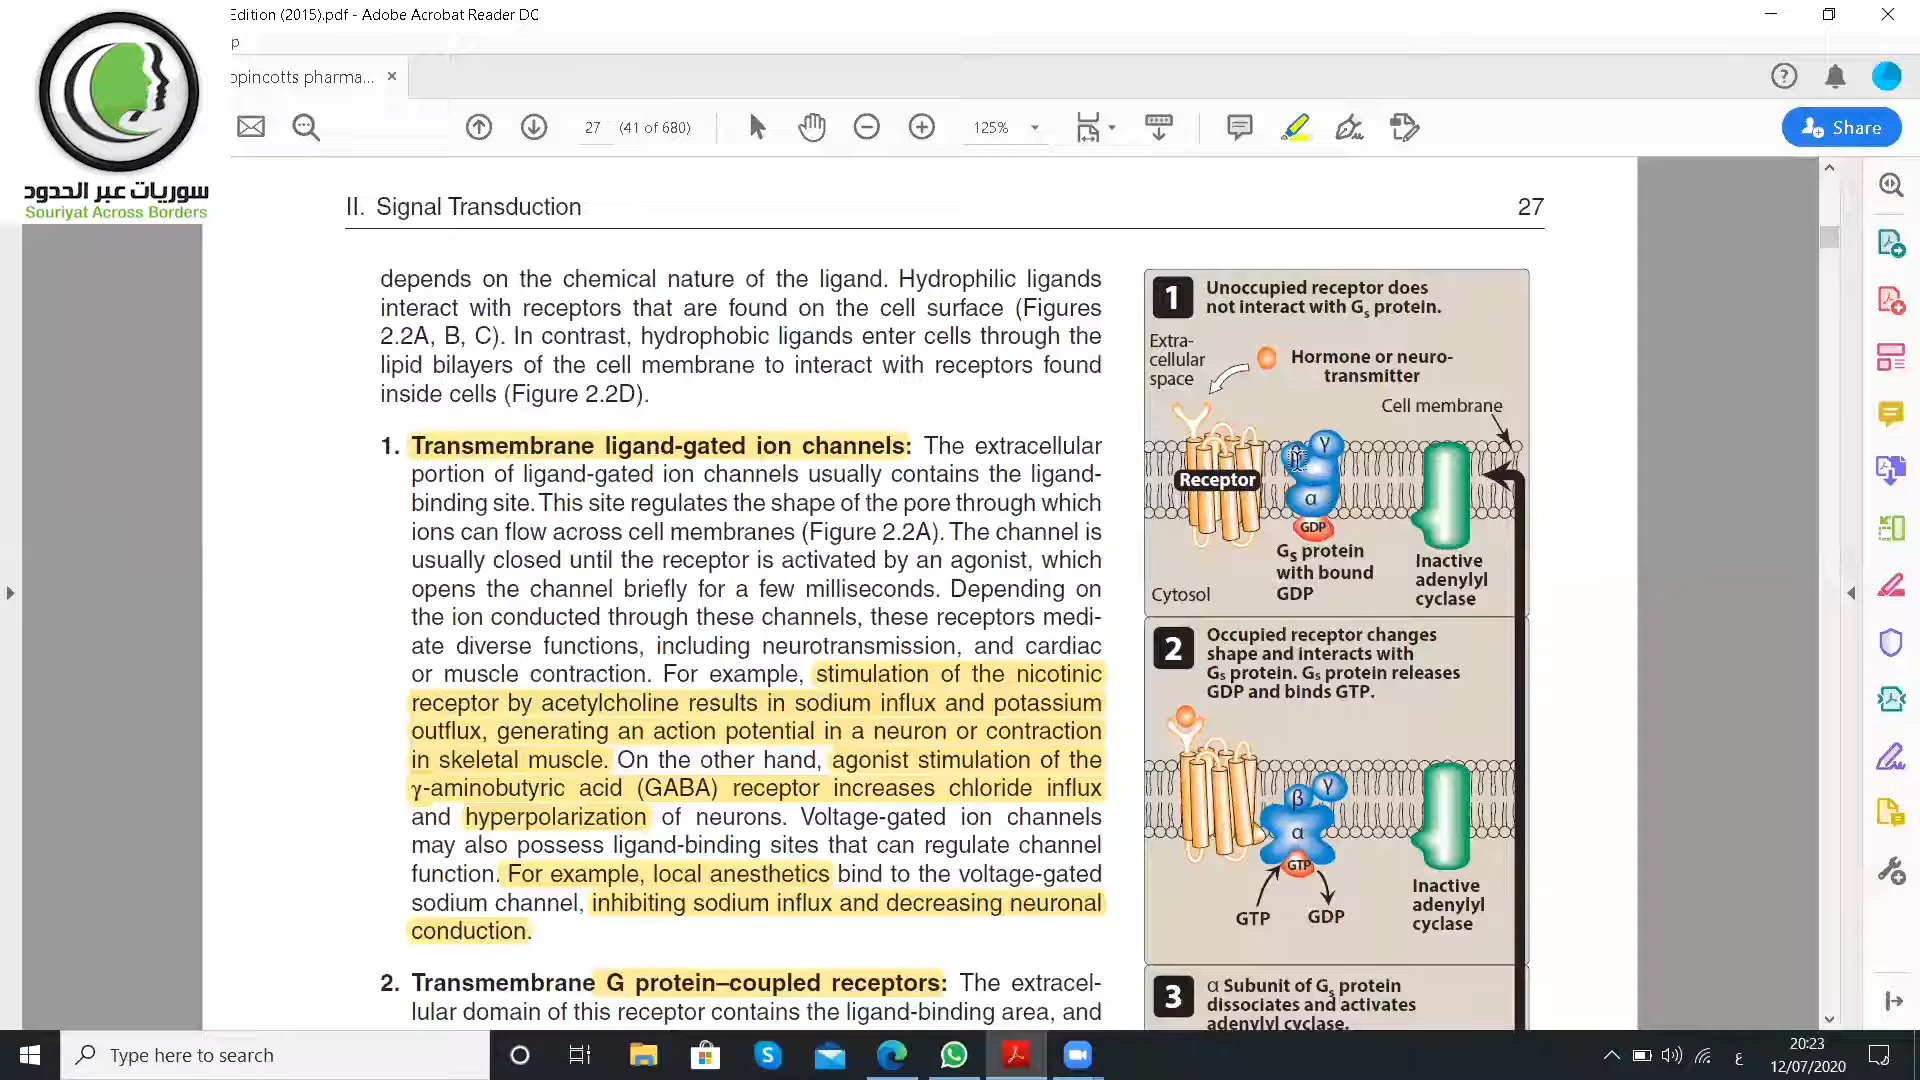 Edition (2015).pdf - Adobe Acrobat Reader DC
p
opincotts pharma...
27 (41 of 680)
125%
Share
سوريات عبر الحدود
Souriyat Across Borders
II. Signal Transduction
27
depends on the chemical nature of the ligand. Hydrophilic ligands
interact with receptors that are found on the cell surface (Figures
2.2A, B, C). In contrast, hydrophobic ligands enter cells through the
lipid bilayers of the cell membrane to interact with receptors found
inside cells (Figure 2.2D).
1. Transmembrane ligand-gated ion channels: The extracellular
portion of ligand-gated ion channels usually contains the ligand-
binding site. This site regulates the shape of the pore through which
ions can flow across cell membranes (Figure 2.2A). The channel is
usually closed until the receptor is activated by an agonist, which
opens the channel briefly for a few milliseconds. Depending on
the ion conducted through these channels, these receptors medi-
ate diverse functions, including neurotransmission, and cardiac
or muscle contraction. For example, stimulation of the nicotinic
receptor by acetylcholine results in sodium influx and potassium
outflux, generating an action potential in a neuron or contraction
in skeletal muscle. On the other hand, agonist stimulation of the
γ-aminobutyric acid (GABA) receptor increases chloride influx
and hyperpolarization of neurons. Voltage-gated ion channels
may also possess ligand-binding sites that can regulate channel
function. For example, local anesthetics bind to the voltage-gated
sodium channel, inhibiting sodium influx and decreasing neuronal
conduction.
2. Transmembrane G protein–coupled receptors: The extracel-
lular domain of this receptor contains the ligand-binding area, and
1
Unoccupied receptor does
not interact with Gs protein.
Extra-
cellular
space
Hormone or neuro-
transmitter
Cell membrane
Receptor
γ
α
GDP
Gs protein
with bound
GDP
Inactive
adenylyl
cyclase
Cytosol
2
Occupied receptor changes
shape and interacts with
Gs protein. Gs protein releases
GDP and binds GTP.
β
γ
α
GTP
GTP
GDP
Inactive
adenylyl
cyclase
3
α Subunit of Gs protein
dissociates and activates
adenylyl cyclase.
Type here to search
ع
20:23
12/07/2020